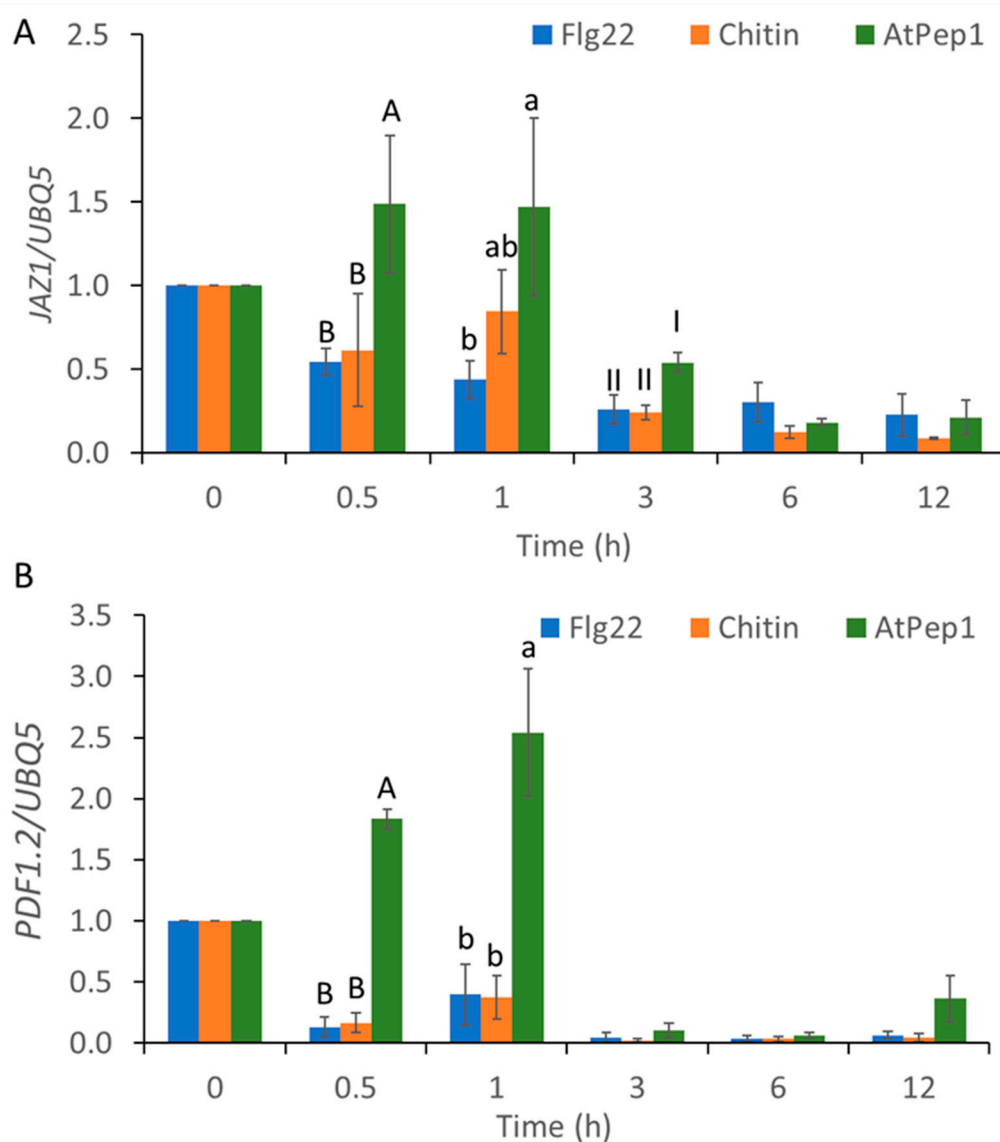 A
2.5
Flg22 Chitin AtPep1
2.0
A
a
1.5
ab
B
B
b
1.0
I
II II
0.5
0.0
JAZ1/UBQ5
0 0.5 1 3 6 12
Time (h)
B
3.5
Flg22 Chitin AtPep1
3.0
a
2.5
2.0
A
1.5
1.0
b b
B B
0.5
0.0
PDF1.2/UBQ5
0 0.5 1 3 6 12
Time (h)